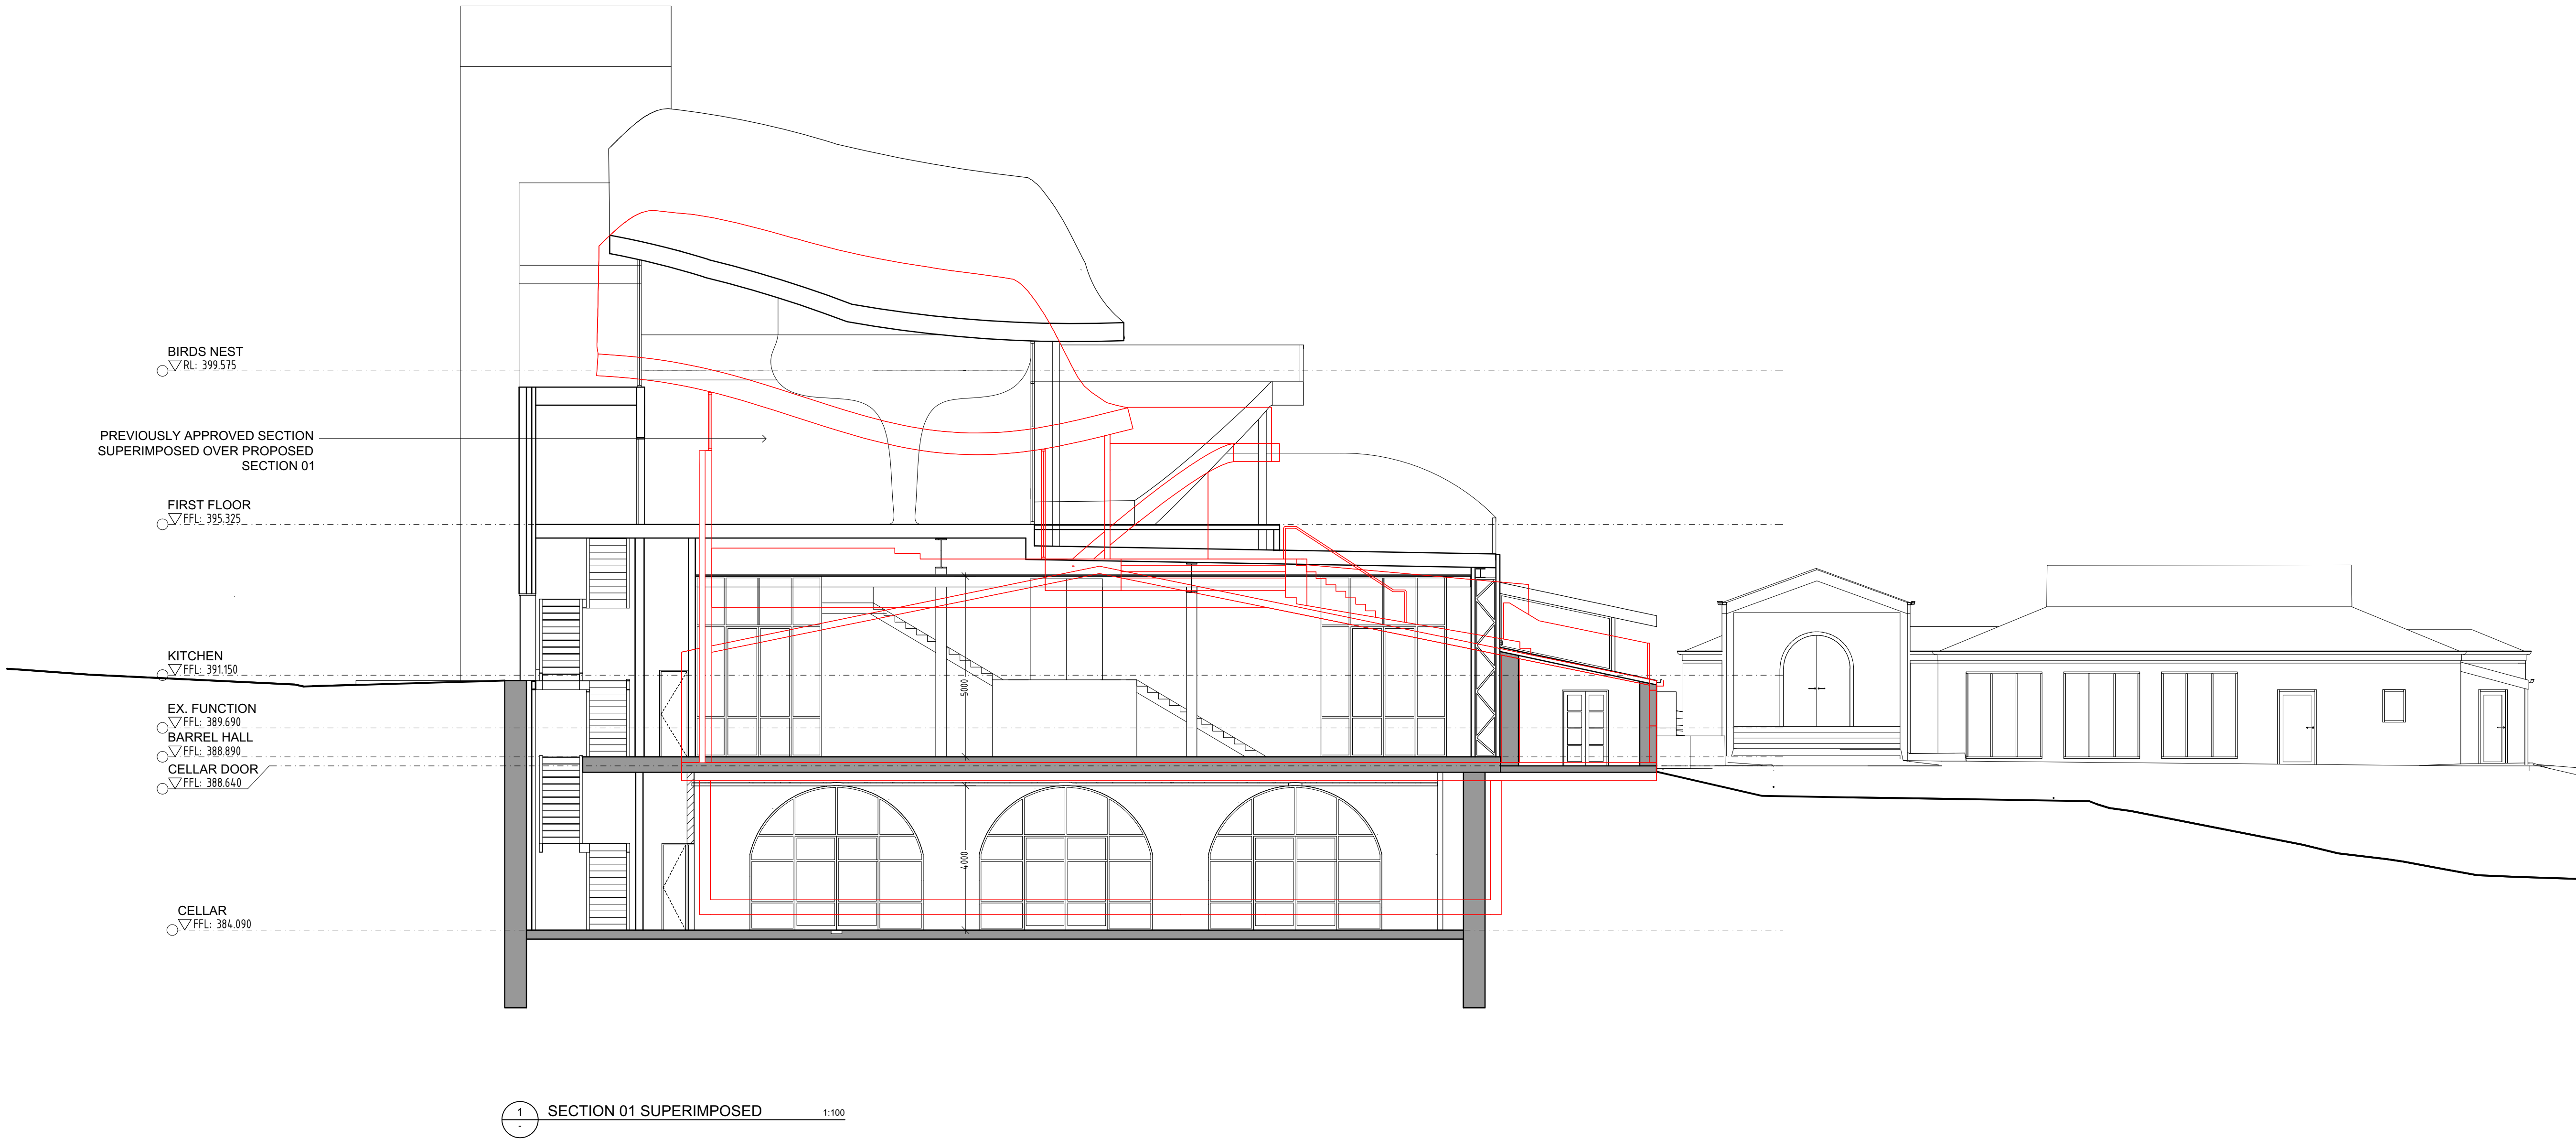 BIRDS NEST
RL: 399.575
PREVIOUSLY APPROVED SECTION
SUPERIMPOSED OVER PROPOSED
SECTION 01
FIRST FLOOR
FFL: 395.325
KITCHEN
FFL: 391.150
EX. FUNCTION
FFL: 389.690
BARREL HALL
FFL: 388.890
CELLAR DOOR
FFL: 388.640
CELLAR
FFL: 384.090
5000
4000
1
-
SECTION 01 SUPERIMPOSED
1:100